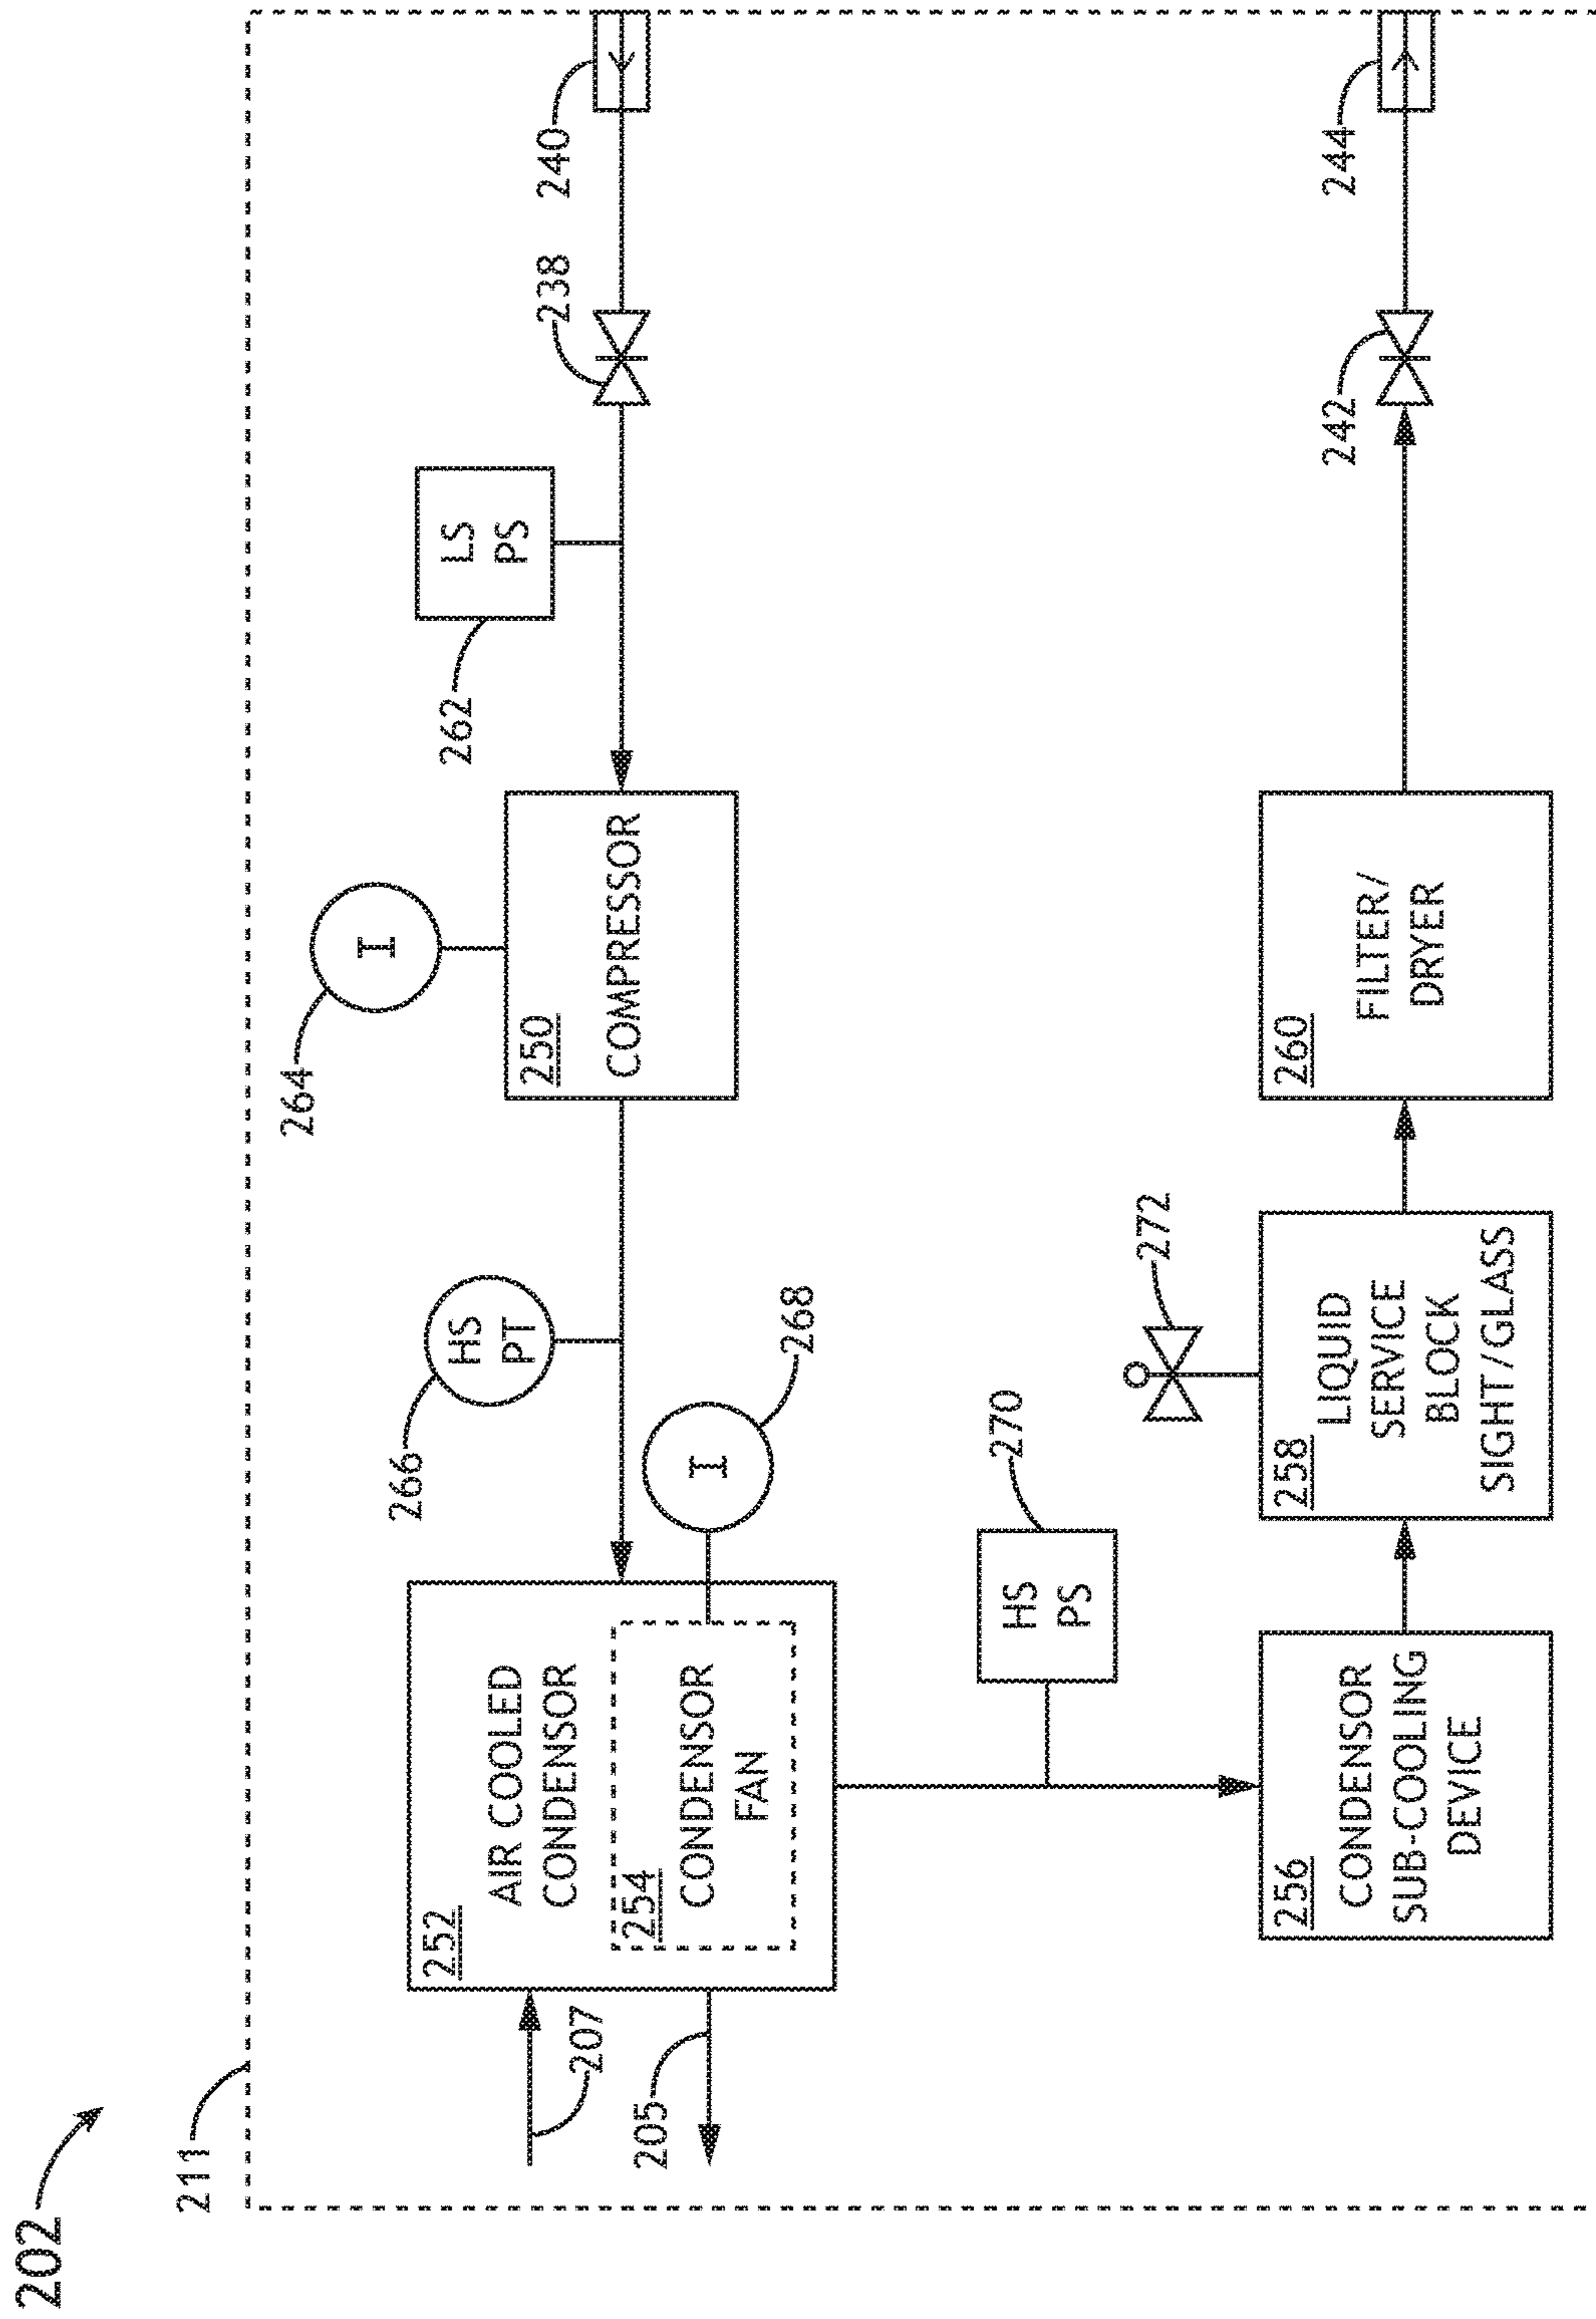 202
211
207
205
252
AIR COOLED
CONDENSOR
254
CONDENSOR
FAN
266
HS
PT
268
I
264
I
250
COMPRESSOR
262
LS
PS
238
240
270
HS
PS
256
CONDENSOR
SUB-COOLING
DEVICE
272
258
LIQUID
SERVICE
BLOCK
SIGHT/GLASS
260
FILTER/
DRYER
242
244